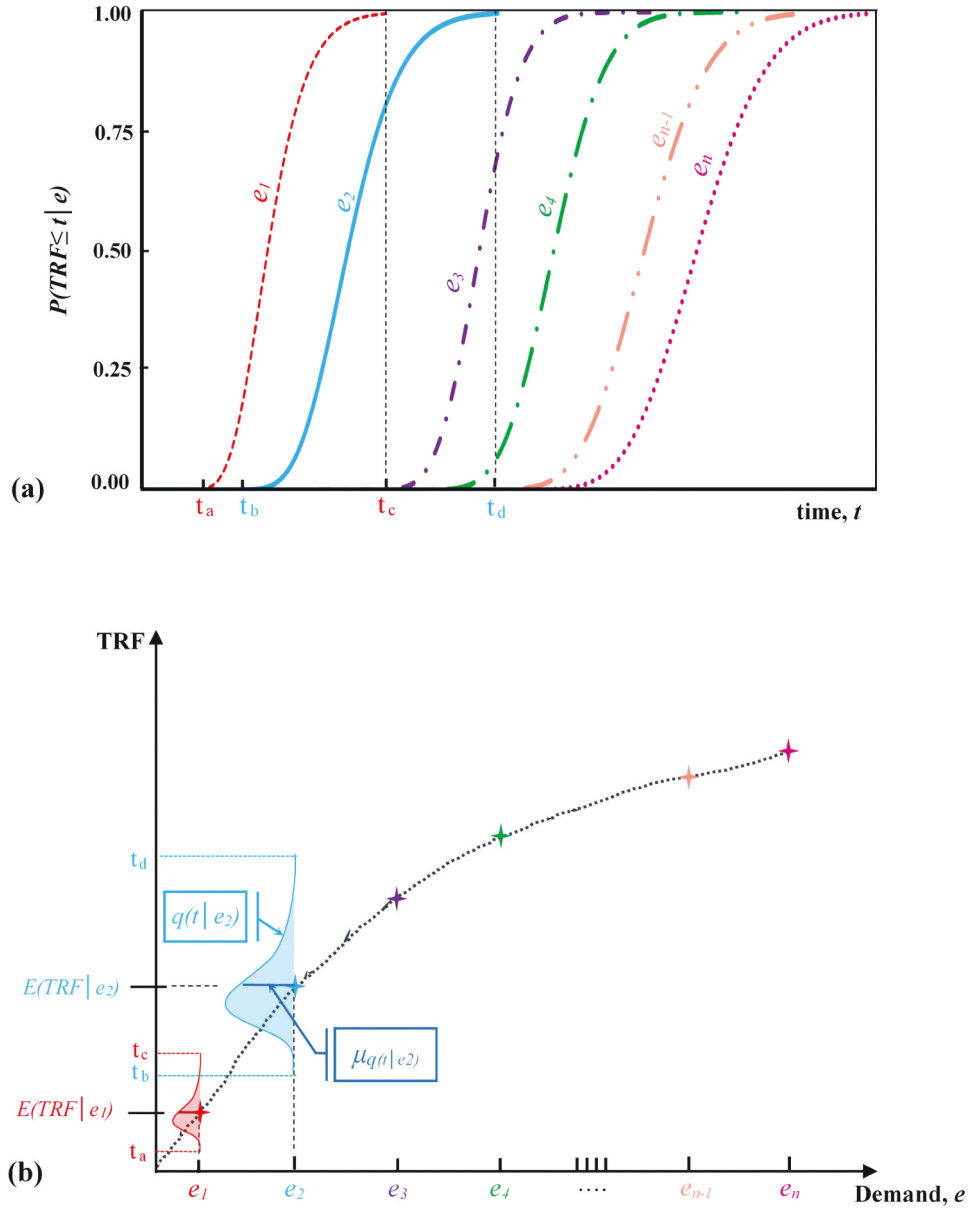 1.00
0.75
0.50
0.25
0.00
P(TRF≤ t | e)
e1
e2
e3
e4
en-1
en
(a)
ta
tb
tc
td
time, t
TRF
td
q(t | e2)
E(TRF | e2)
tc
tb
μq(t | e2)
E(TRF | e1)
ta
(b)
e1
e2
e3
e4
....
en-1
en
Demand, e